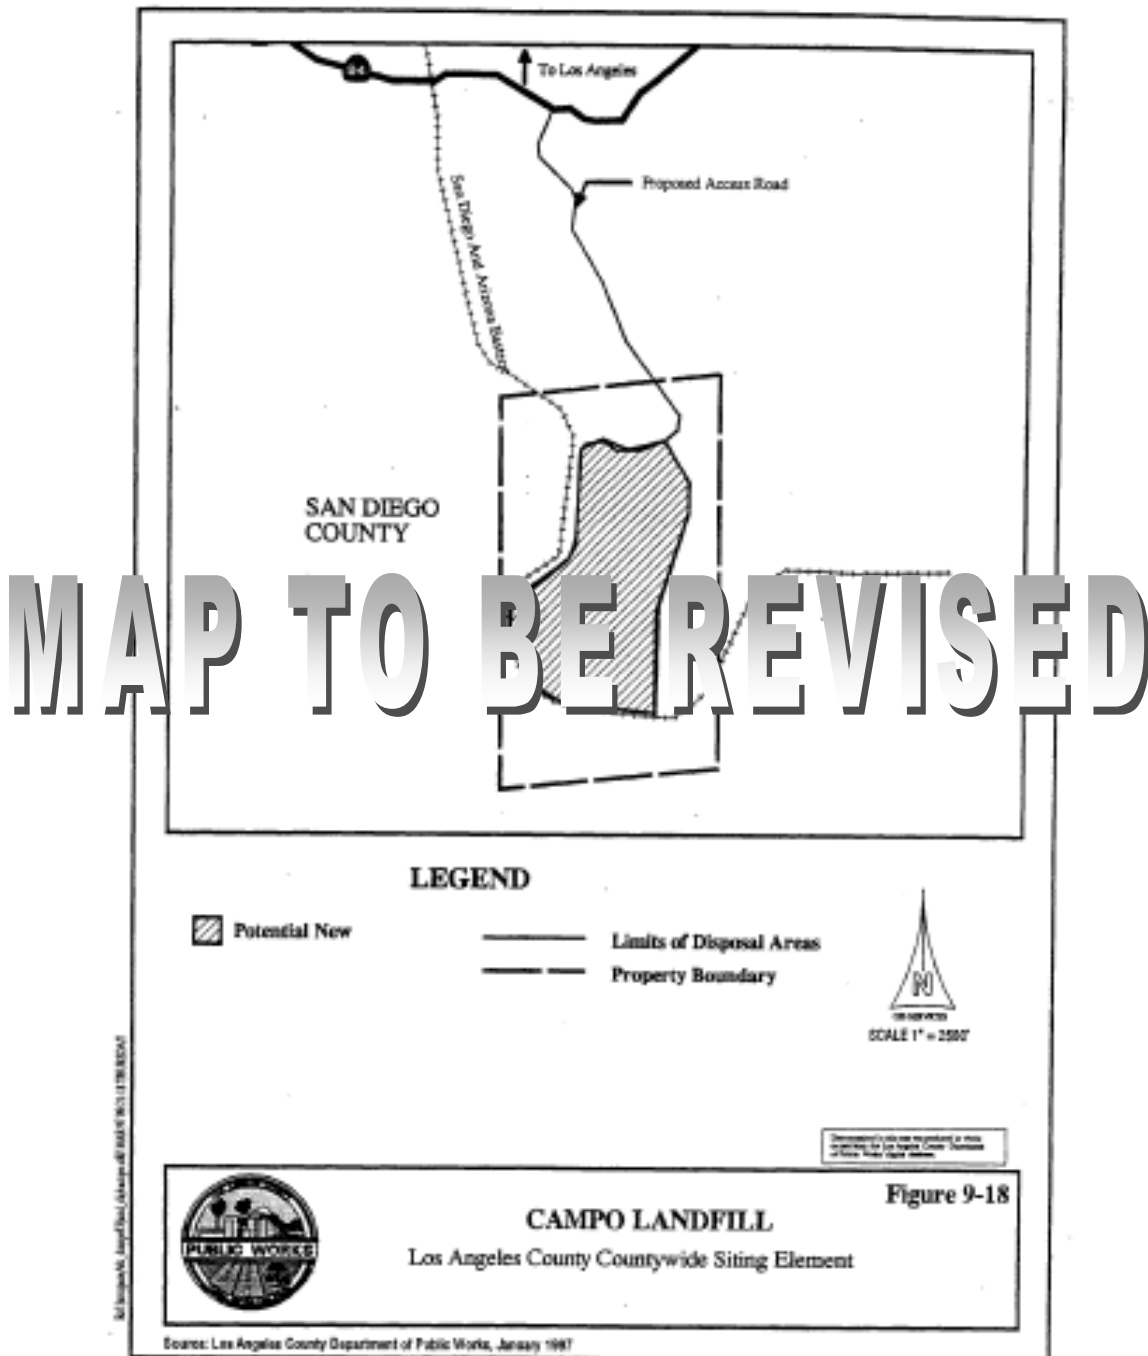 To Los Angeles
Proposed Access Road
San Diego And Arizona Eastern
SAN DIEGO
COUNTY
MAP TO BE REVISED
LEGEND
Potential New
Limits of Disposal Areas
Property Boundary
N
SCALE 1" = 2500'
Figure 9-18
PUBLIC WORKS
CAMPO LANDFILL
Los Angeles County Countywide Siting Element
Source: Los Angeles County Department of Public Works, January 1997